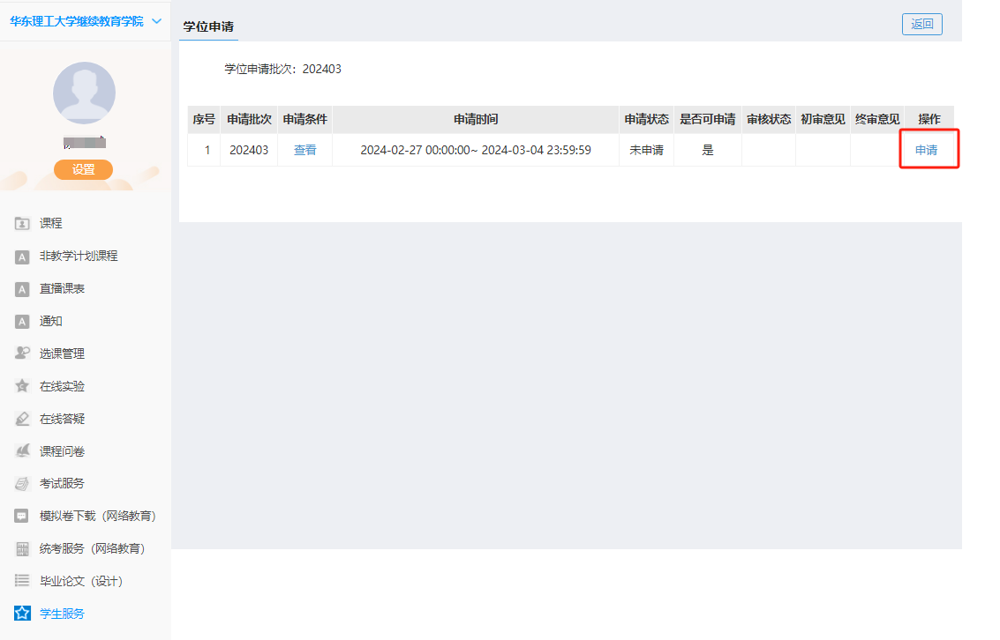 华东理工大学继续教育学院
学位申请
返回
学位申请批次：202403
序号 申请批次 申请条件 申请时间 申请状态 是否可申请 审核状态 初审意见 终审意见 操作
1 202403 查看 2024-02-27 00:00:00~ 2024-03-04 23:59:59 未申请 是 申请
设置
课程
非教学计划课程
直播课表
通知
选课管理
在线实验
在线答疑
课程问卷
考试服务
模拟卷下载（网络教育）
统考服务（网络教育）
毕业论文（设计）
学生服务